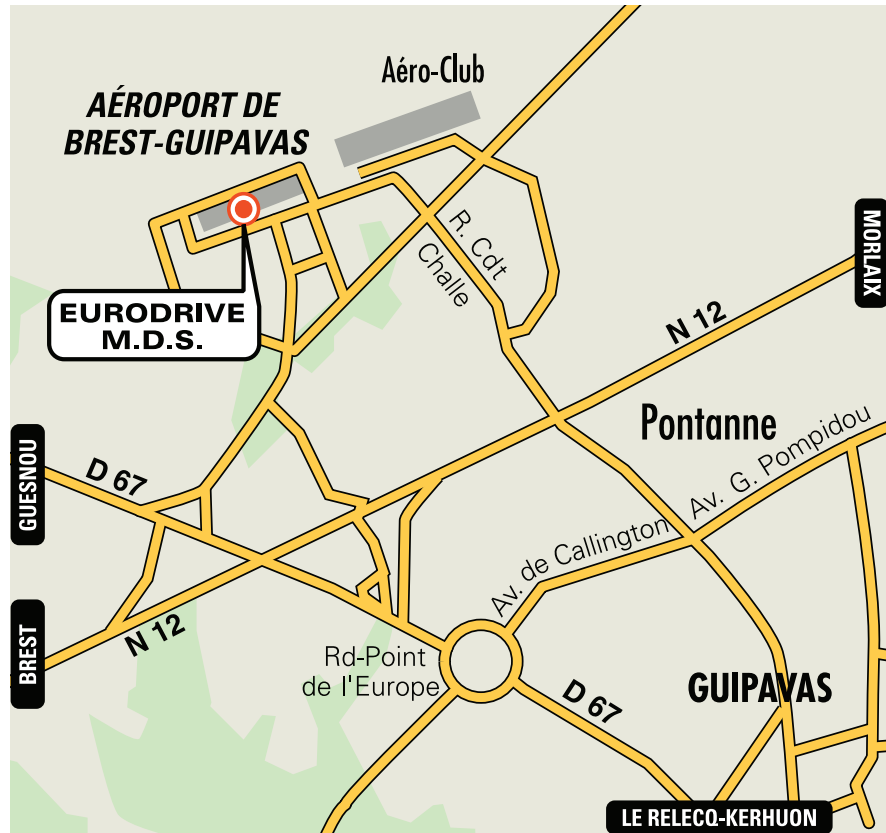 Aéro-Club
AÉROPORT DE
BREST-GUIPAVAS
R. Cdt
Challe
MORLAIX
EURODRIVE
M.D.S.
N 12
Pontanne
Av. G. Pompidou
GUESNOU
D 67
Av. de Callington
BREST
N 12
Rd-Point
de l'Europe
D 67
GUIPAVAS
LE RELECQ-KERHUON